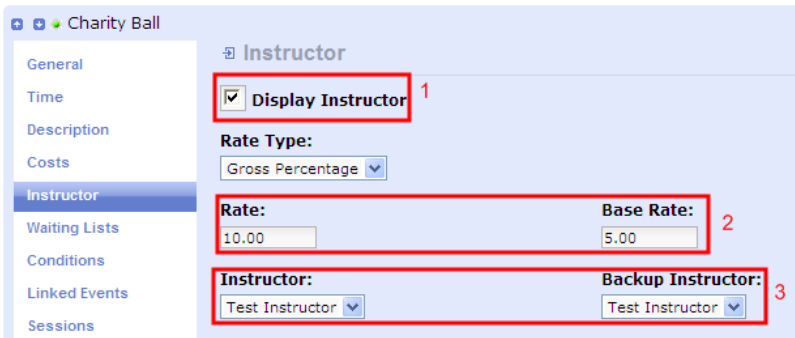 Charity Ball
General
Time
Description
Costs
Instructor
Waiting Lists
Conditions
Linked Events
Sessions
Instructor
Display Instructor 1
Rate Type:
Gross Percentage
Rate: Base Rate:
10.00 5.00 2
Instructor: Backup Instructor:
Test Instructor Test Instructor 3